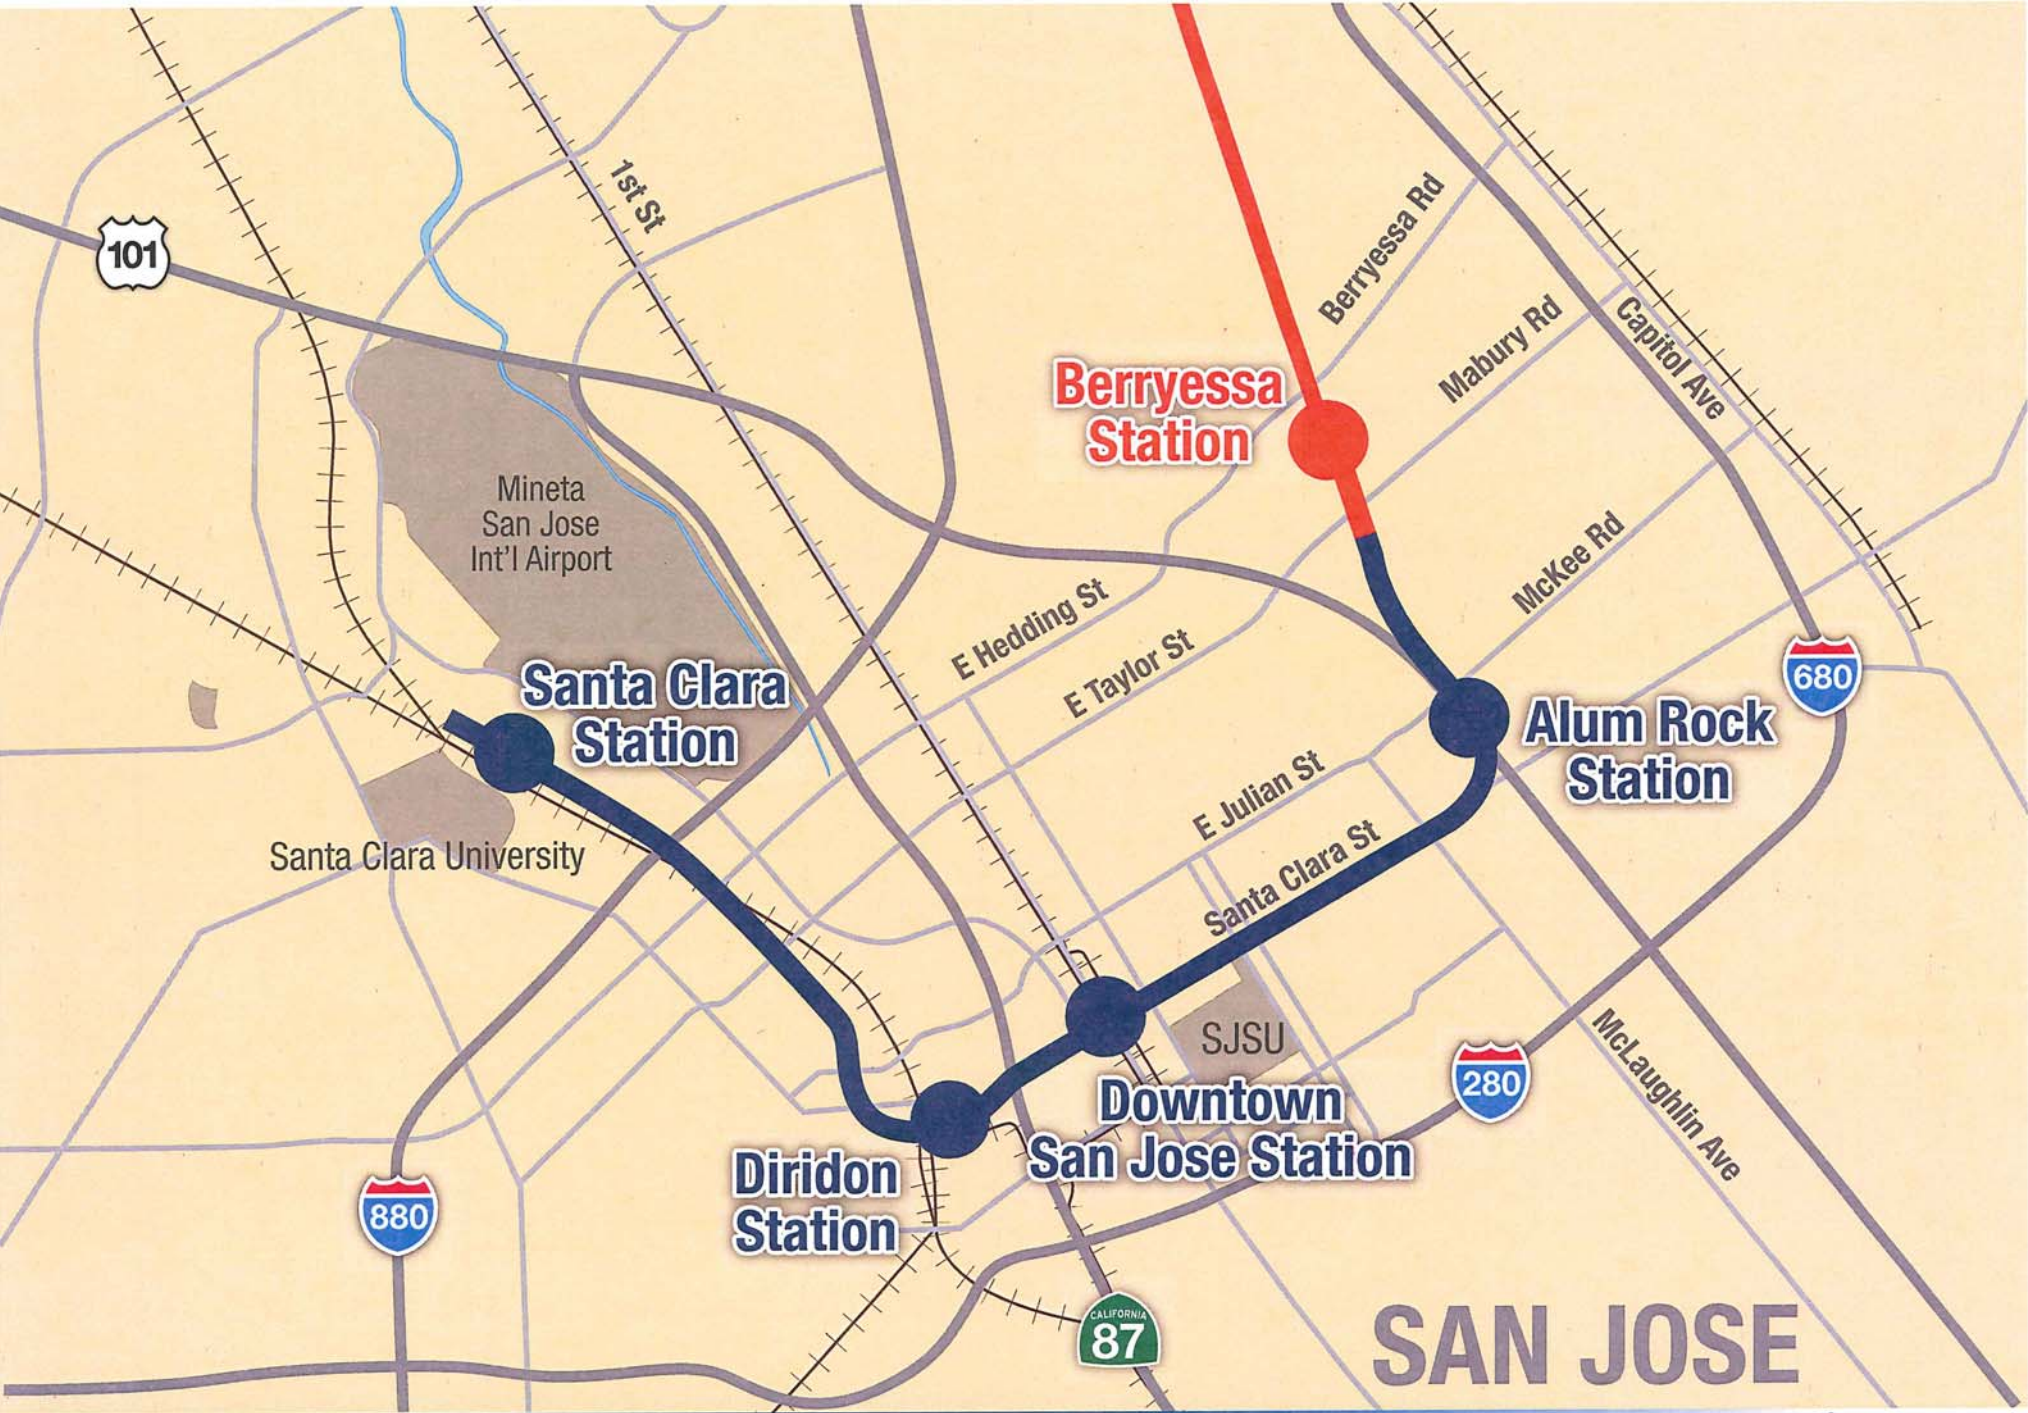 1st St
101
Berryessa Rd
Mabury Rd
Capitol Ave
Berryessa
Station
Mineta
San Jose
Int'l Airport
McKee Rd
E Hedding St
E Taylor St
680
Santa Clara
Station
Alum Rock
Station
E Julian St
Santa Clara St
Santa Clara University
SJSU
280
McLaughlin Ave
Downtown
San Jose Station
Diridon
Station
880
CALIFORNIA
87
SAN JOSE